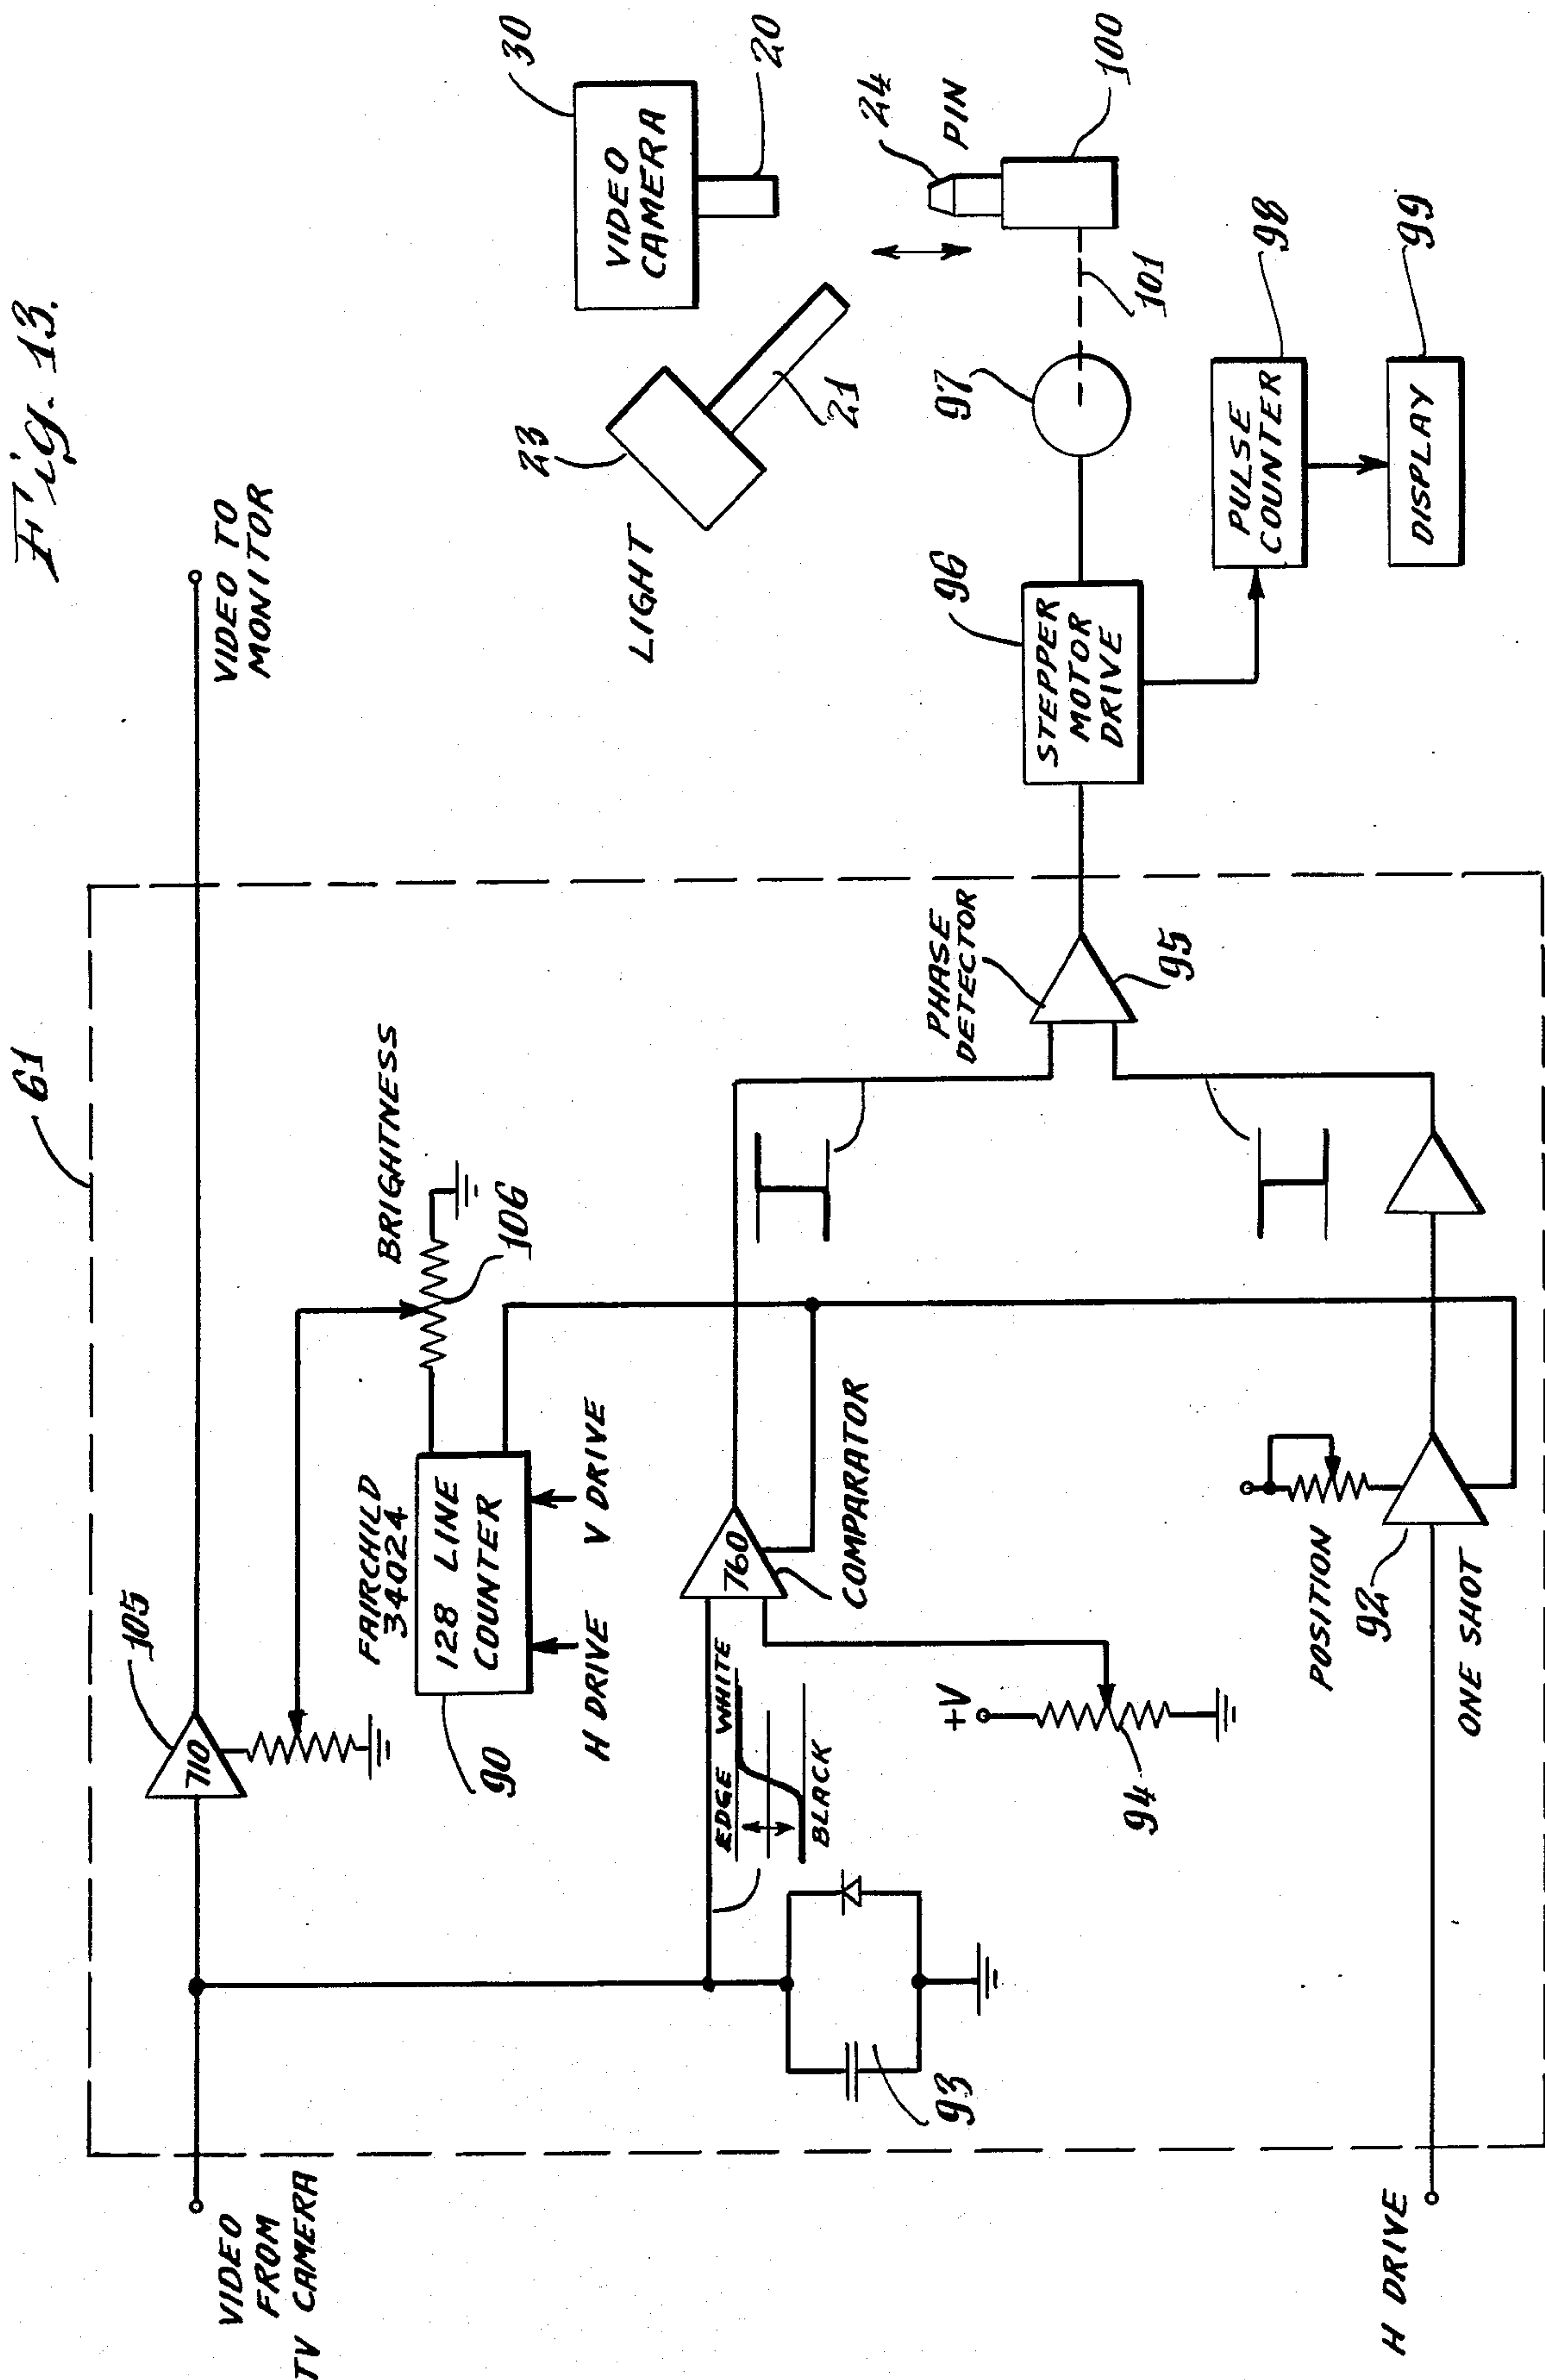 Fig. 13.
61
VIDEO TO
MONITOR
105
710
BRIGHTNESS
106
FAIRCHILD
34024
128 LINE
COUNTER
90
H DRIVE
V DRIVE
VIDEO
FROM
TV CAMERA
EDGE
WHITE
BLACK
760
COMPARATOR
93
+V
94
POSITION
92
ONE SHOT
H DRIVE
PHASE
DETECTOR
95
STEPPER
MOTOR
DRIVE
96
97
101
PULSE
COUNTER
98
DISPLAY
99
LIGHT
23
21
VIDEO
CAMERA
30
20
24
PIN
100